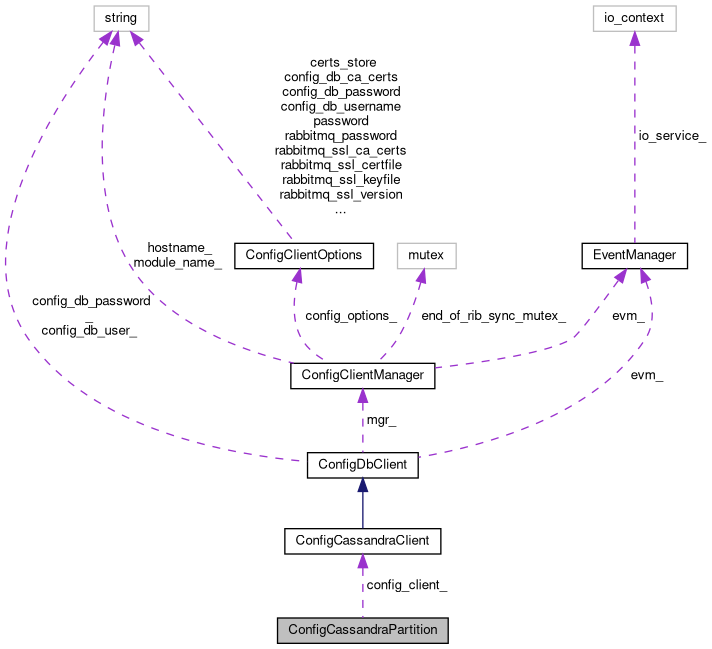 string
io_context
certs_store
config_db_ca_certs
config_db_password
config_db_username
password
rabbitmq_password
rabbitmq_ssl_ca_certs
rabbitmq_ssl_certfile
rabbitmq_ssl_keyfile
rabbitmq_ssl_version
...
io_service_
hostname_
module_name_
ConfigClientOptions
mutex
EventManager
config_db_password
_
config_db_user_
config_options_
end_of_rib_sync_mutex_
evm_
ConfigClientManager
evm_
mgr_
ConfigDbClient
ConfigCassandraClient
config_client_
ConfigCassandraPartition